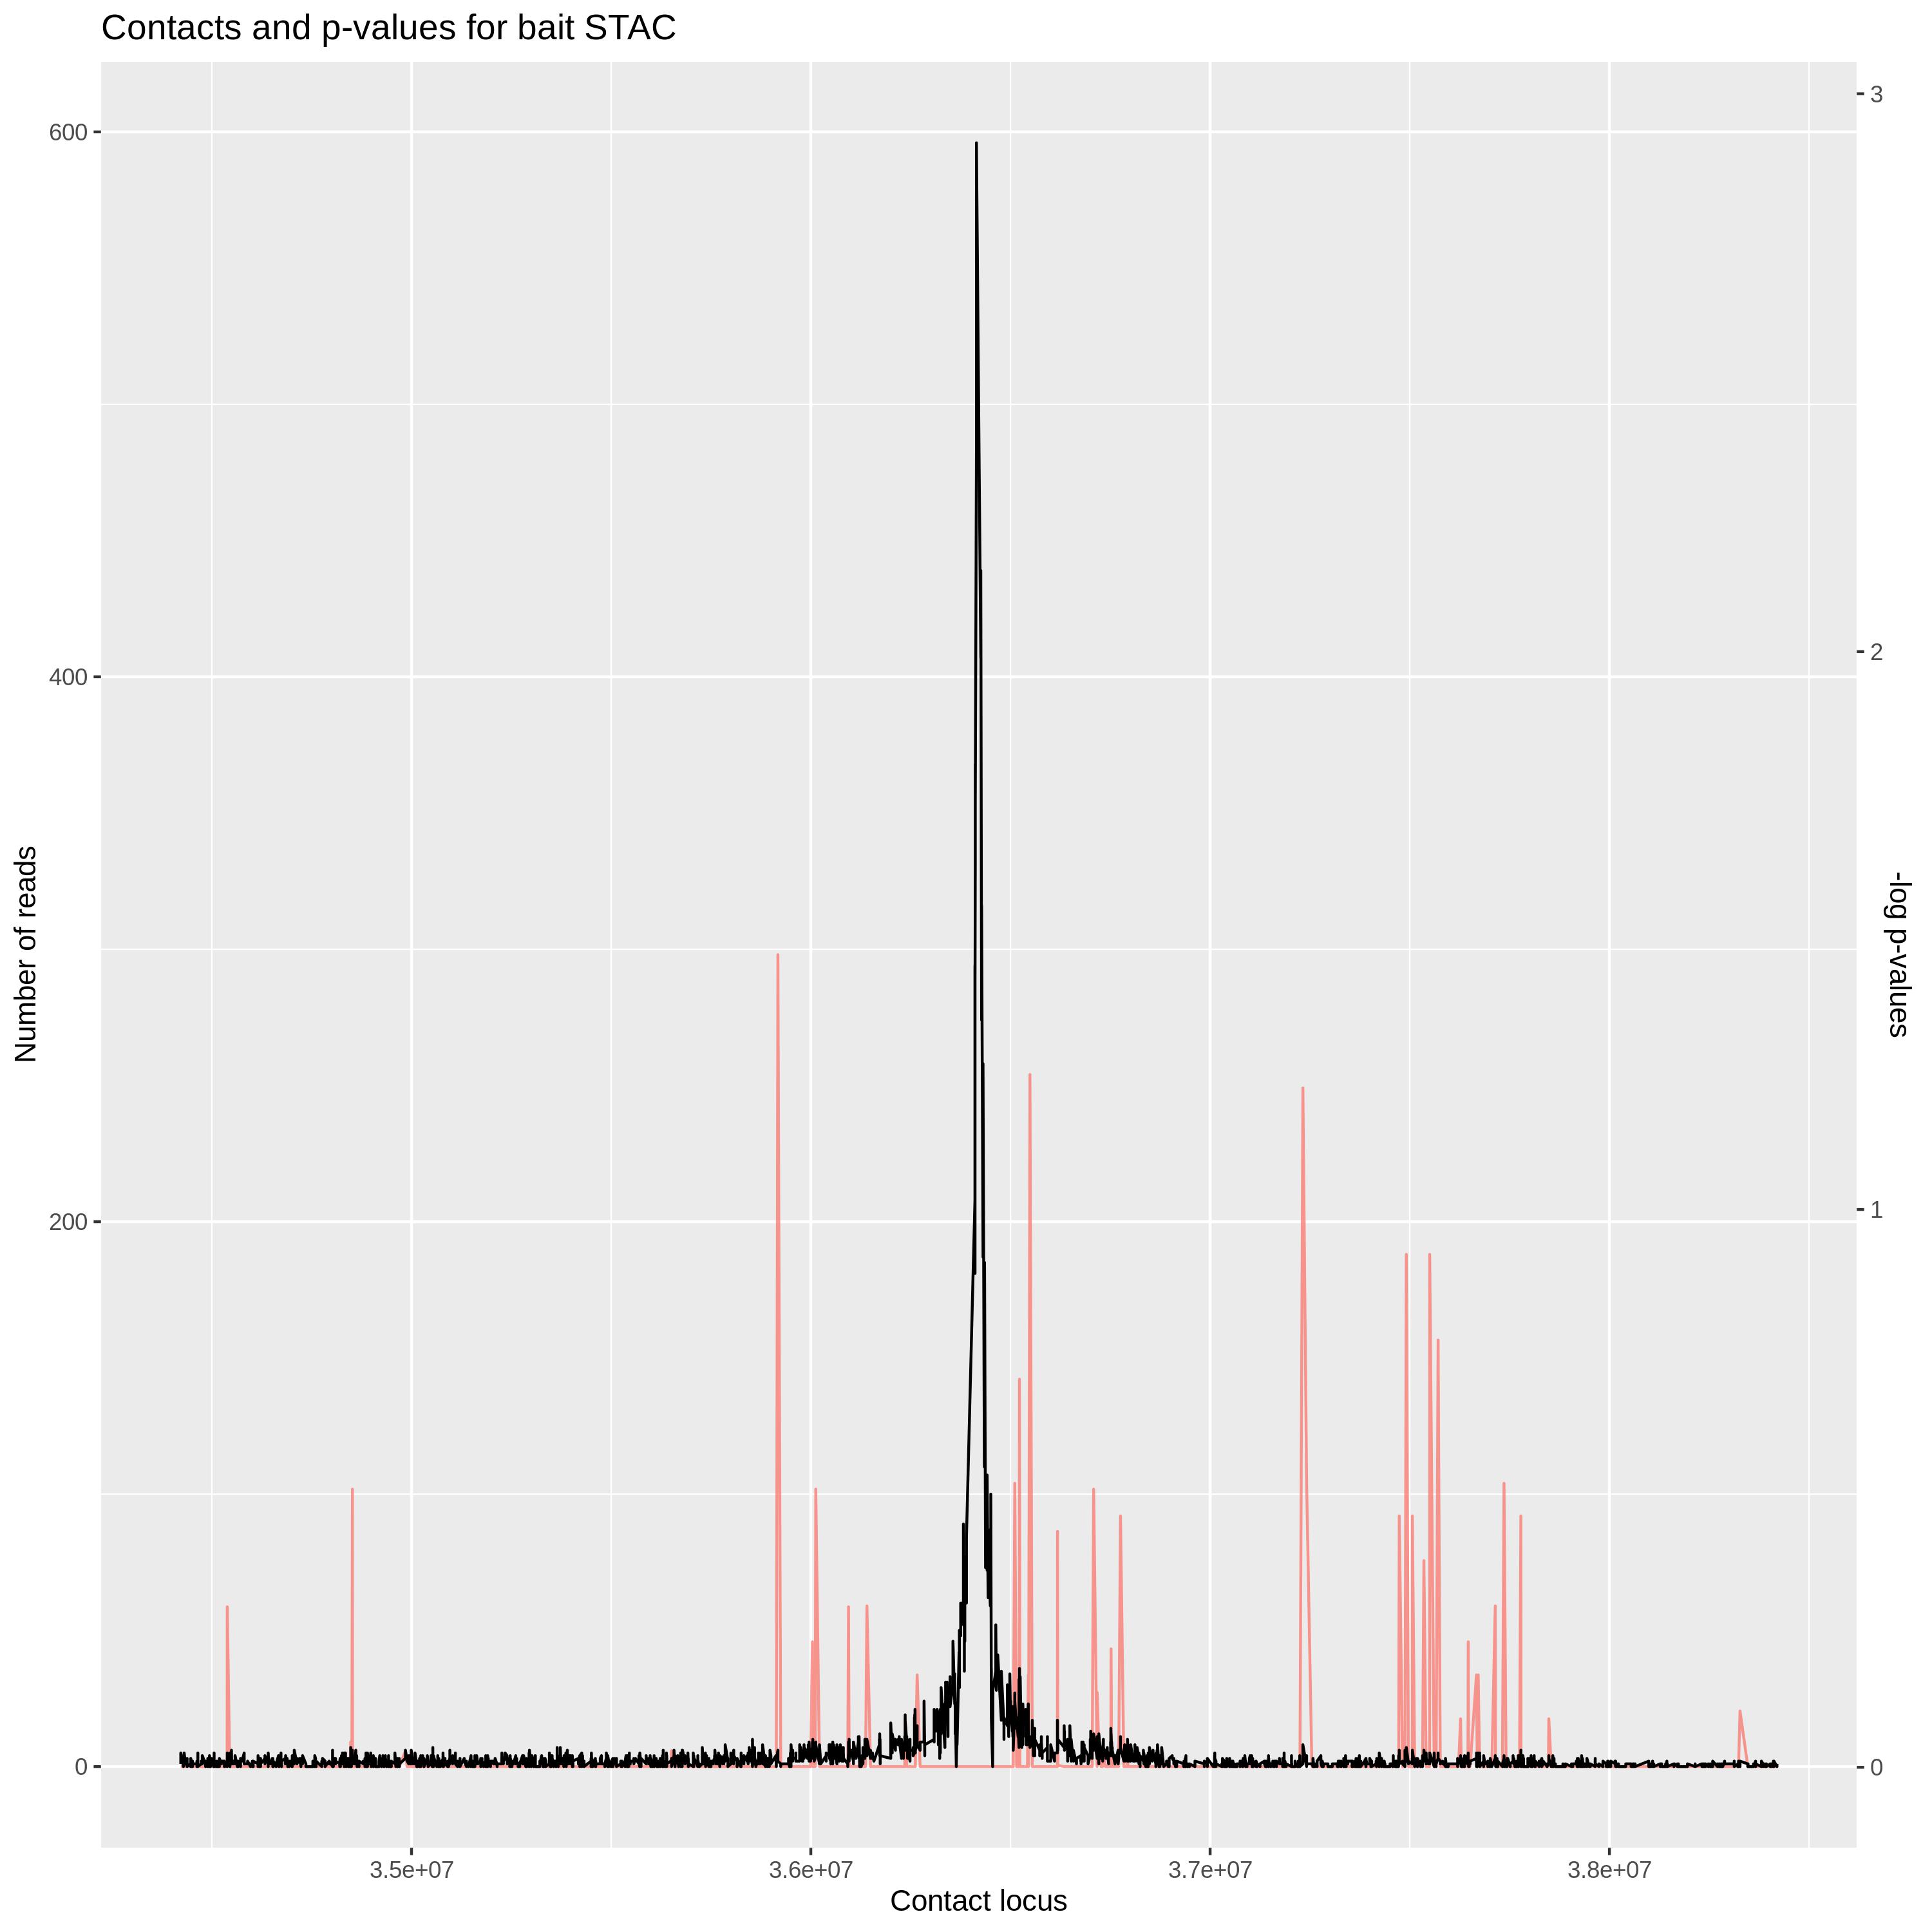 Contacts and p-values for bait STAC
600
400
200
0
3
2
1
0
Number of reads
-log p-values
3.5e+07
3.6e+07
3.7e+07
3.8e+07
Contact locus